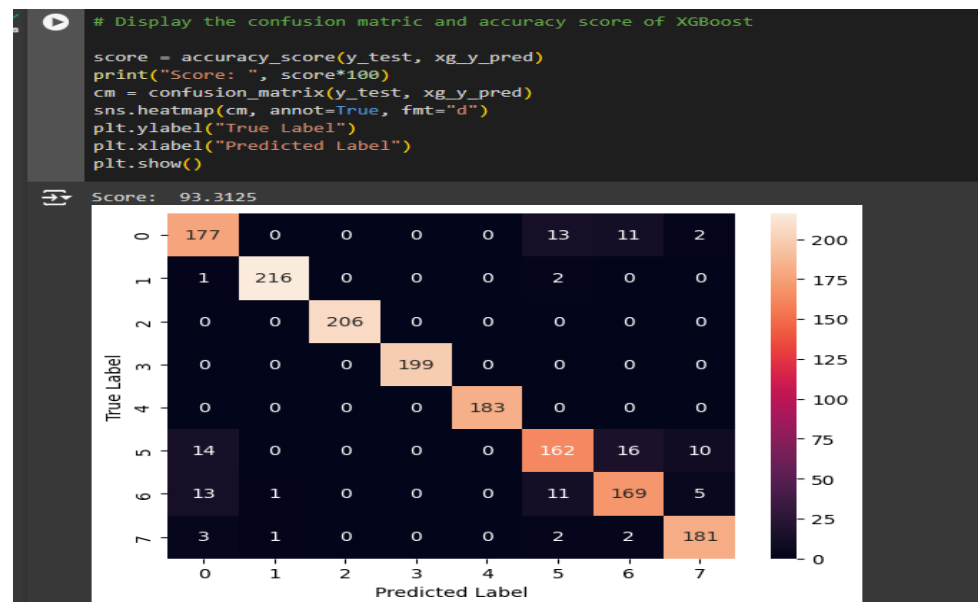 # Display the confusion matric and accuracy score of XGBoost
score = accuracy_score(y_test, xg_y_pred)
print("Score: ", score*100)
cm = confusion_matrix(y_test, xg_y_pred)
sns.heatmap(cm, annot=True, fmt="d")
plt.ylabel("True Label")
plt.xlabel("Predicted Label")
plt.show()
Score: 93.3125
True Label
0 177 0 0 0 0 13 11 2
1 1 216 0 0 0 2 0 0
2 0 0 206 0 0 0 0 0
3 0 0 0 199 0 0 0 0
4 0 0 0 0 183 0 0 0
5 14 0 0 0 0 162 16 10
6 13 1 0 0 0 11 169 5
7 3 1 0 0 0 2 2 181
0 1 2 3 4 5 6 7
Predicted Label
200
175
150
125
100
75
50
25
0